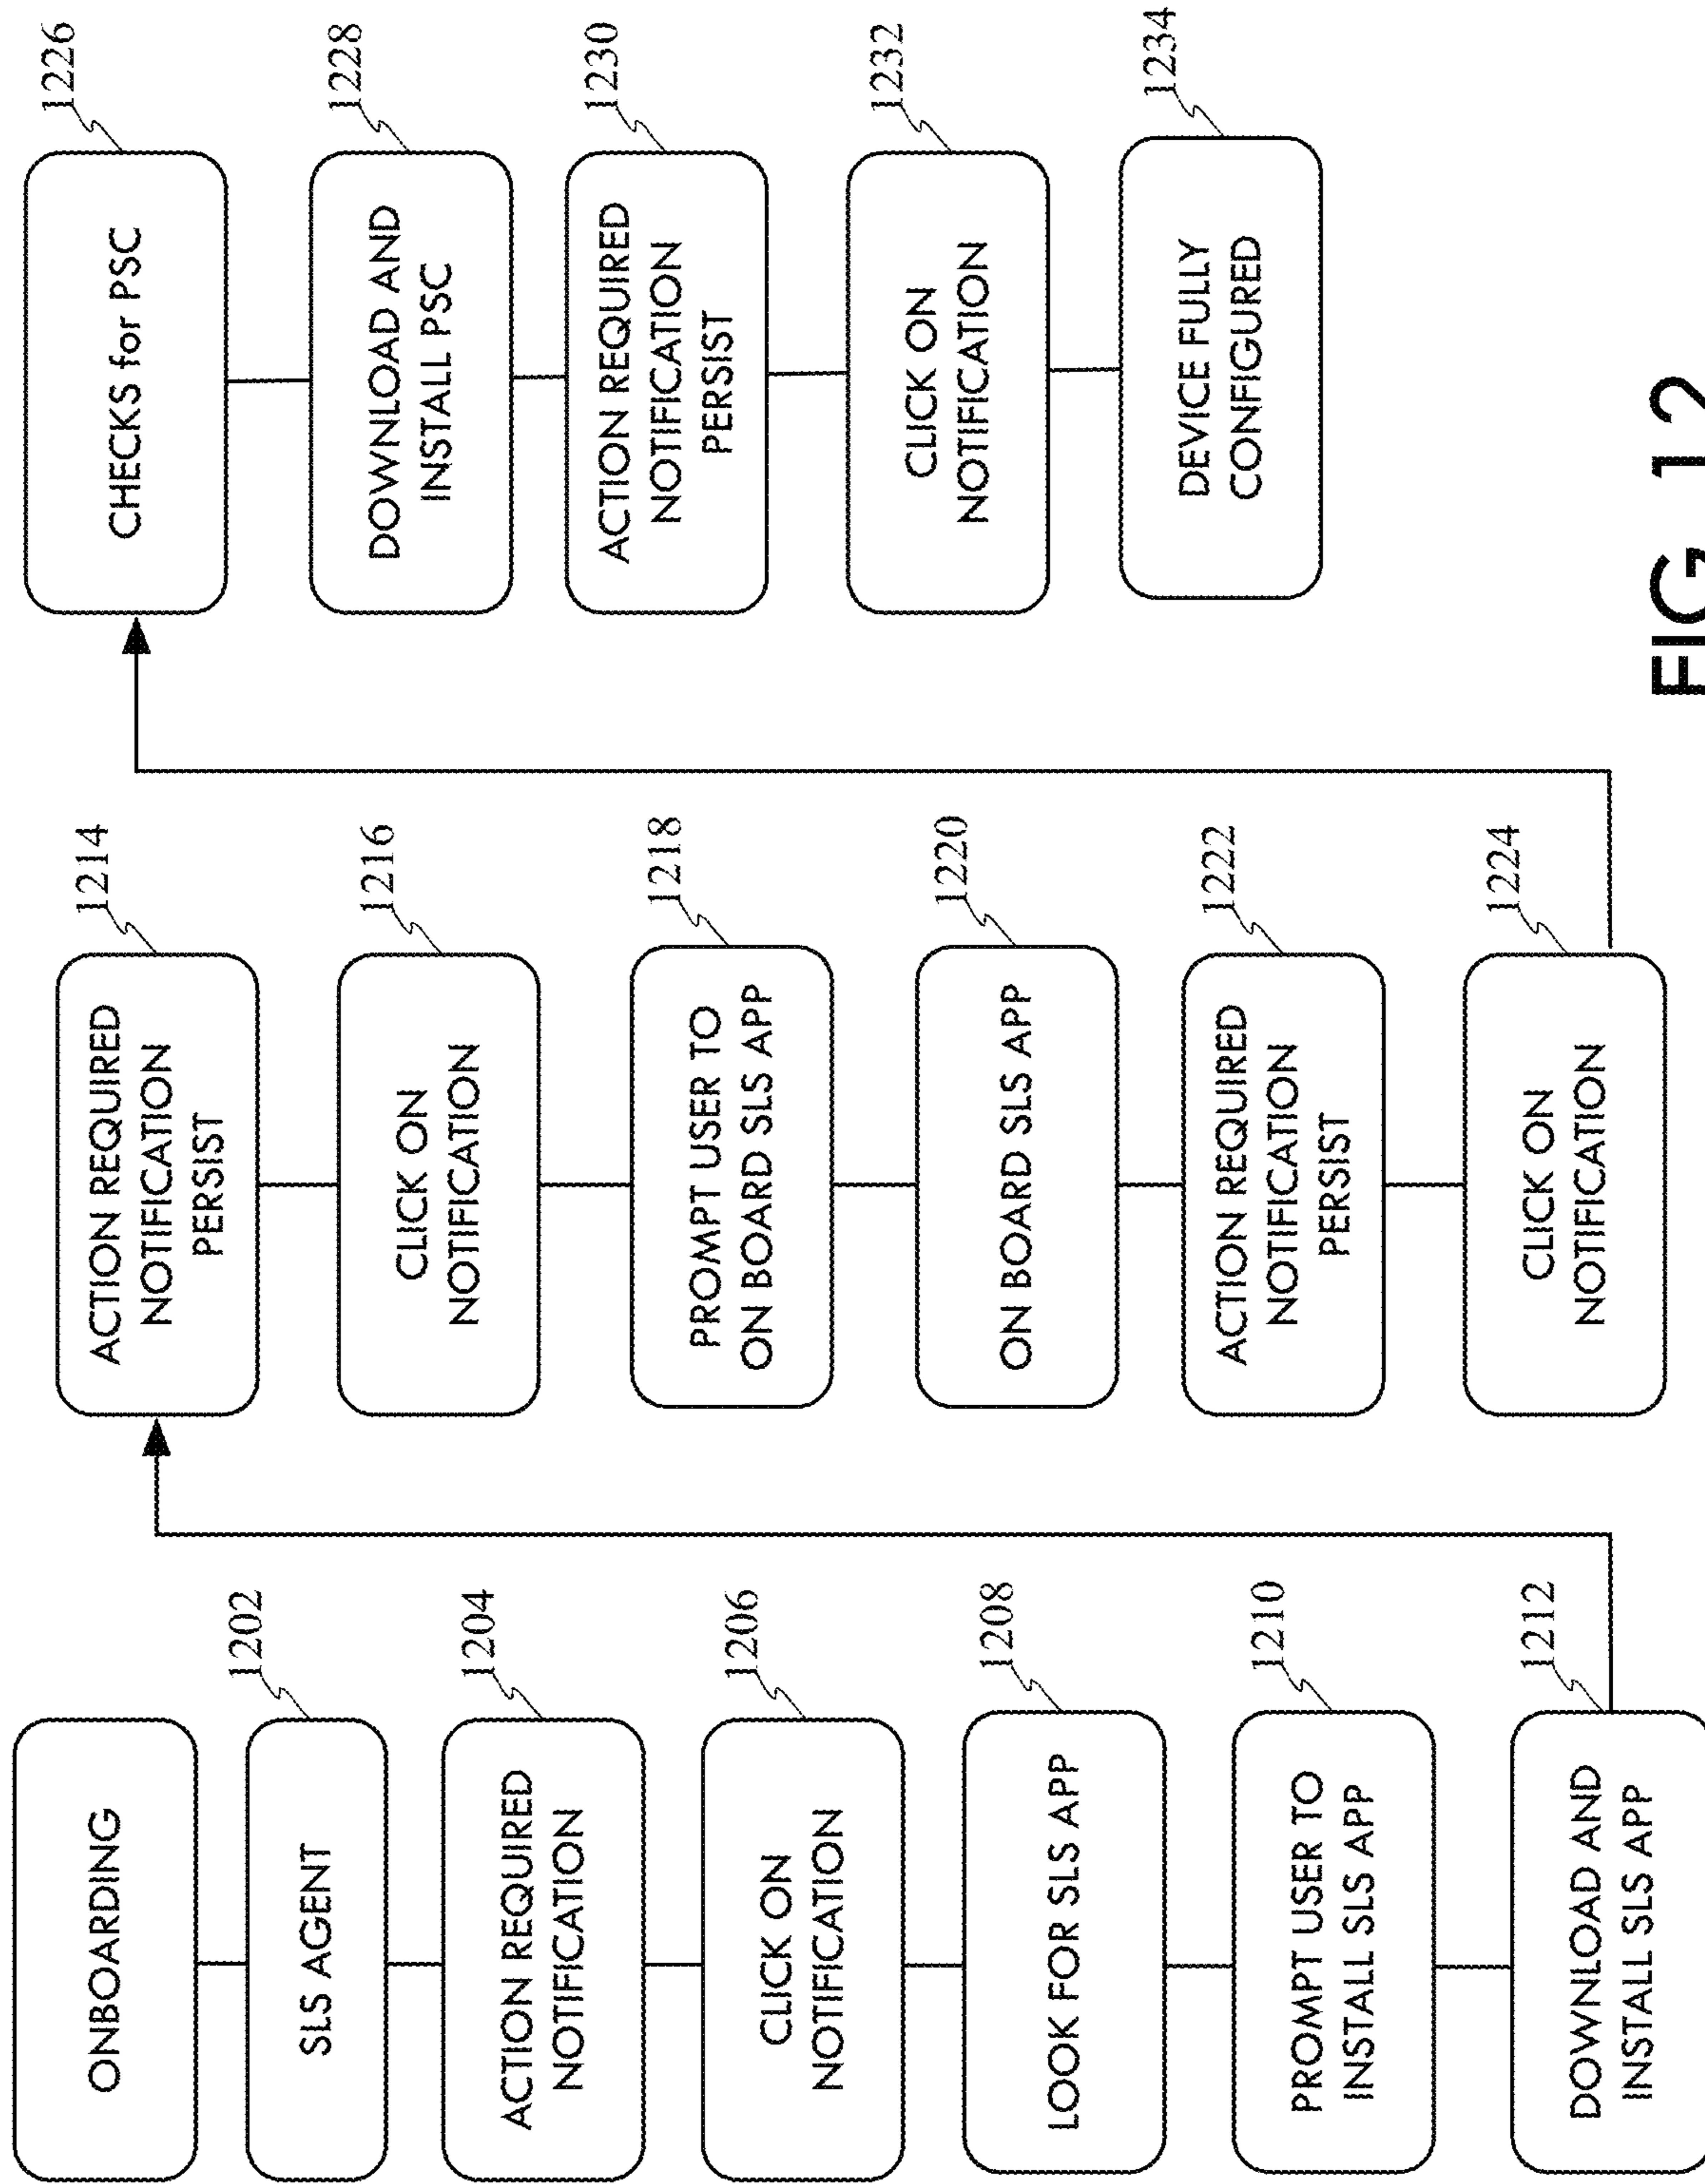 ONBOARDING
1202
SLS AGENT
1204
ACTION REQUIRED
NOTIFICATION
1206
CLICK ON
NOTIFICATION
1208
LOOK FOR SLS APP
1210
PROMPT USER TO
INSTALL SLS APP
1212
DOWNLOAD AND
INSTALL SLS APP
1214
ACTION REQUIRED
NOTIFICATION
PERSIST
1216
CLICK ON
NOTIFICATION
1218
PROMPT USER TO
ON BOARD SLS APP
1220
ON BOARD SLS APP
1222
ACTION REQUIRED
NOTIFICATION
PERSIST
1224
CLICK ON
NOTIFICATION
1226
CHECKS for PSC
1228
DOWNLOAD AND
INSTALL PSC
1230
ACTION REQUIRED
NOTIFICATION
PERSIST
1232
CLICK ON
NOTIFICATION
1234
DEVICE FULLY
CONFIGURED
FIG 12